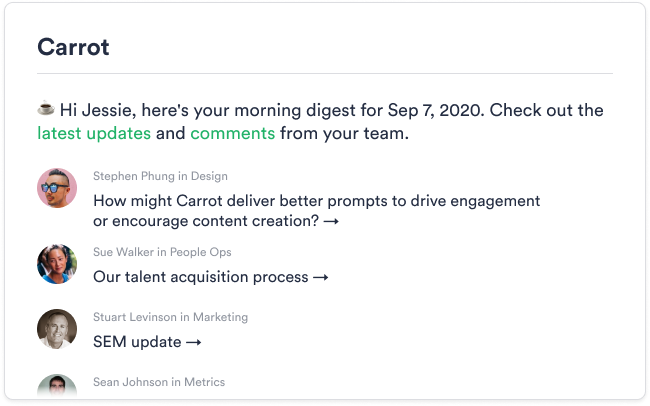 Carrot
Hi Jessie, here's your morning digest for Sep 7, 2020. Check out the
latest updates and comments from your team.
Stephen Phung in Design
How might Carrot deliver better prompts to drive engagement
or encourage content creation? →
Sue Walker in People Ops
Our talent acquisition process →
Stuart Levinson in Marketing
SEM update →
Sean Johnson in Metrics